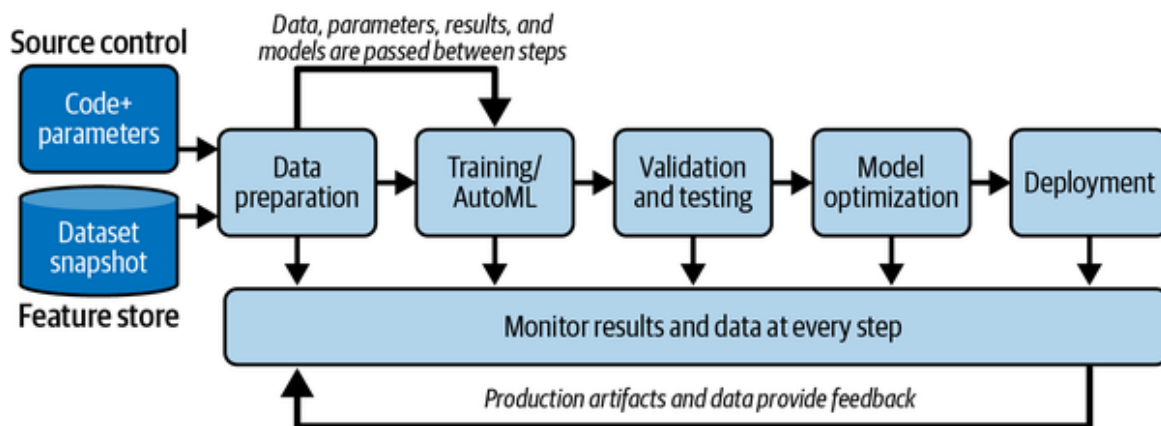 Data, parameters, results, and
models are passed between steps
Source control
Code+
parameters
Dataset
snapshot
Feature store
Data
preparation
Training/
AutoML
Validation
and testing
Model
optimization
Deployment
Monitor results and data at every step
Production artifacts and data provide feedback